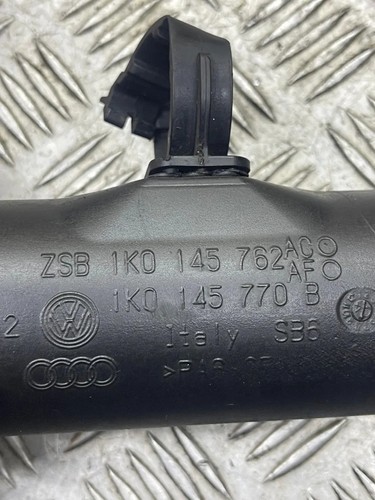 ZSB 1K0 145 762 AC
AF
1K0 145 770 B
2
Italy SB6